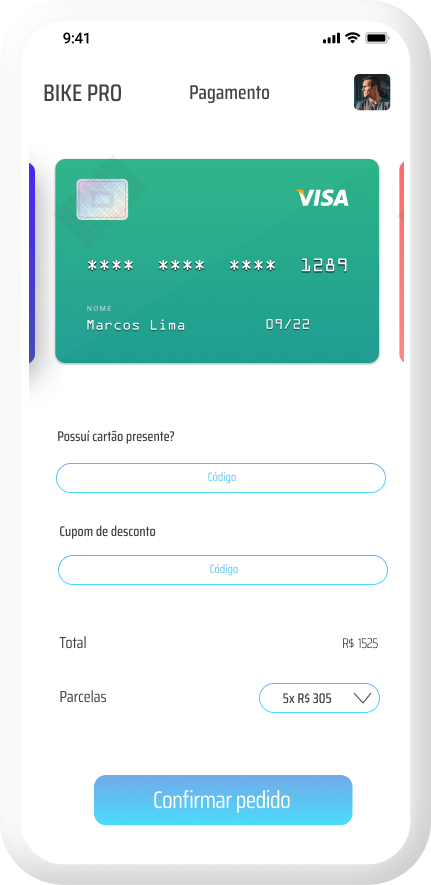 9:41
BIKE PRO
Pagamento
VISA
**** **** **** 1289
NOME
Marcos Lima 09/22
Possuí cartão presente?
Código
Cupom de desconto
Código
Total R$ 1525
Parcelas 5x R$ 305
Confirmar pedido